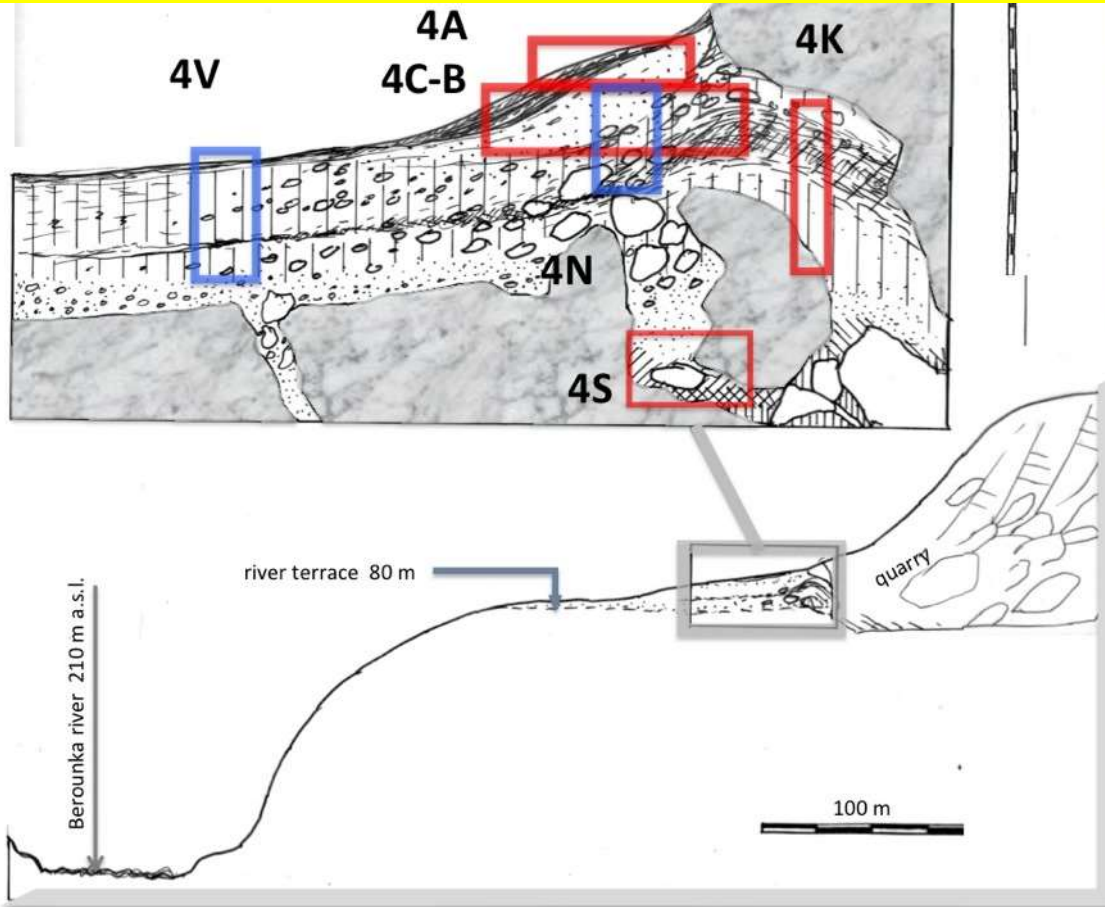 4A
4K
4V
4C-B
4N
4S
river terrace 80 m
quarry
Berounka river 210 m a.s.l.
100 m